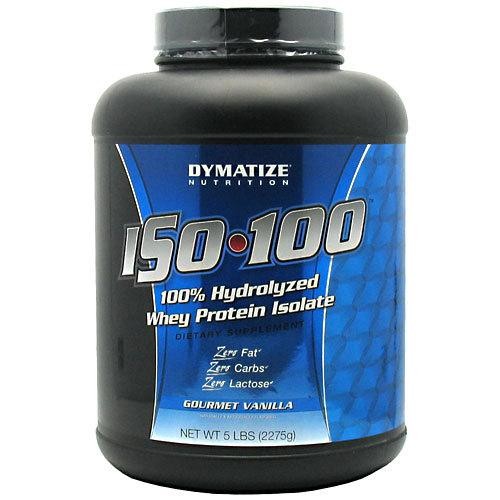 DYMATIZE®
NUTRITION
ISO•100™
100% Hydrolyzed
Whey Protein Isolate
DIETARY SUPPLEMENT
Zero Fat*
Zero Carbs*
Zero Lactose*
GOURMET VANILLA
NET WT 5 LBS (2275g)